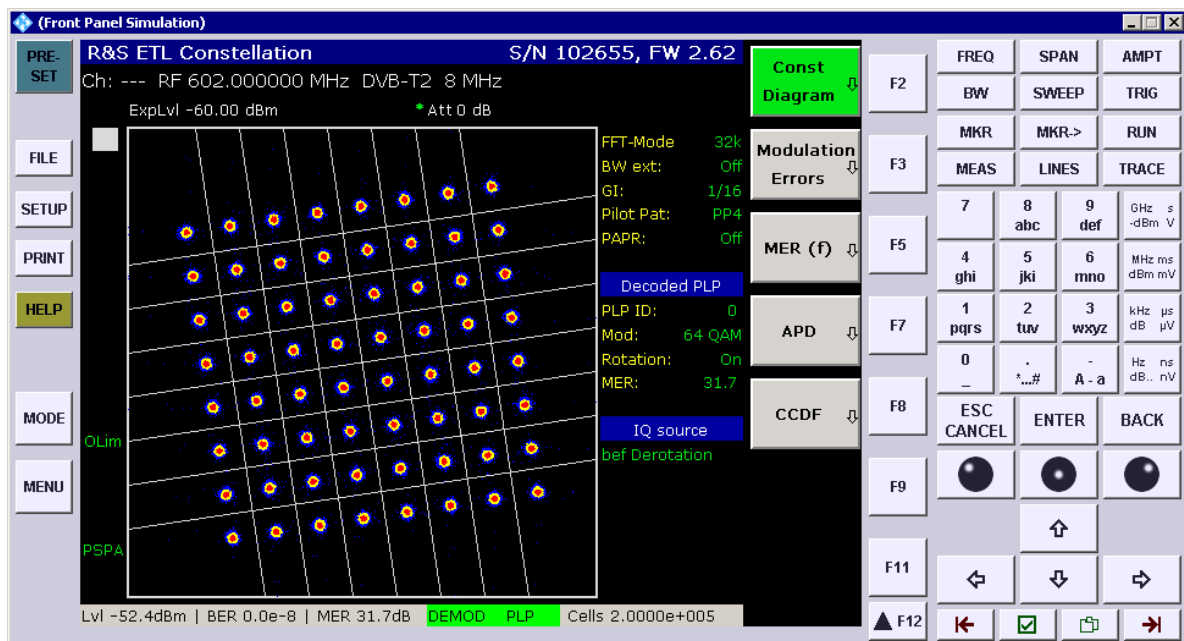 (Front Panel Simulation)
R&S ETL Constellation S/N 102655, FW 2.62
Ch: --- RF 602.000000 MHz DVB-T2 8 MHz
ExpLvl -60.00 dBm *Att 0 dB
PRE-
SET
FILE
SETUP
PRINT
HELP
MODE
MENU
OLim
PSPA
FFT-Mode 32k
BW ext: Off
GI: 1/16
Pilot Pat: PP4
PAPR: Off
Decoded PLP
PLP ID: 0
Mod: 64 QAM
Rotation: On
MER: 31.7
IQ source
bef Derotation
Lvl -52.4dBm | BER 0.0e-8 | MER 31.7dB DEMOD PLP Cells 2.0000e+005
Const
Diagram
Modulation
Errors
MER (f)
APD
CCDF
F2
F3
F5
F7
F8
F9
F11
F12
FREQ SPAN AMPT
BW SWEEP TRIG
MKR MKR-> RUN
MEAS LINES TRACE
7 8 9 GHz s
abc def -dBm V
4 5 6 MHz ms
ghi jkl mno dBm mV
1 2 3 kHz µs
pqrs tuv wxyz dB µV
0 . - Hz ns
_ *...# A - a dB.. nV
ESC
CANCEL ENTER BACK